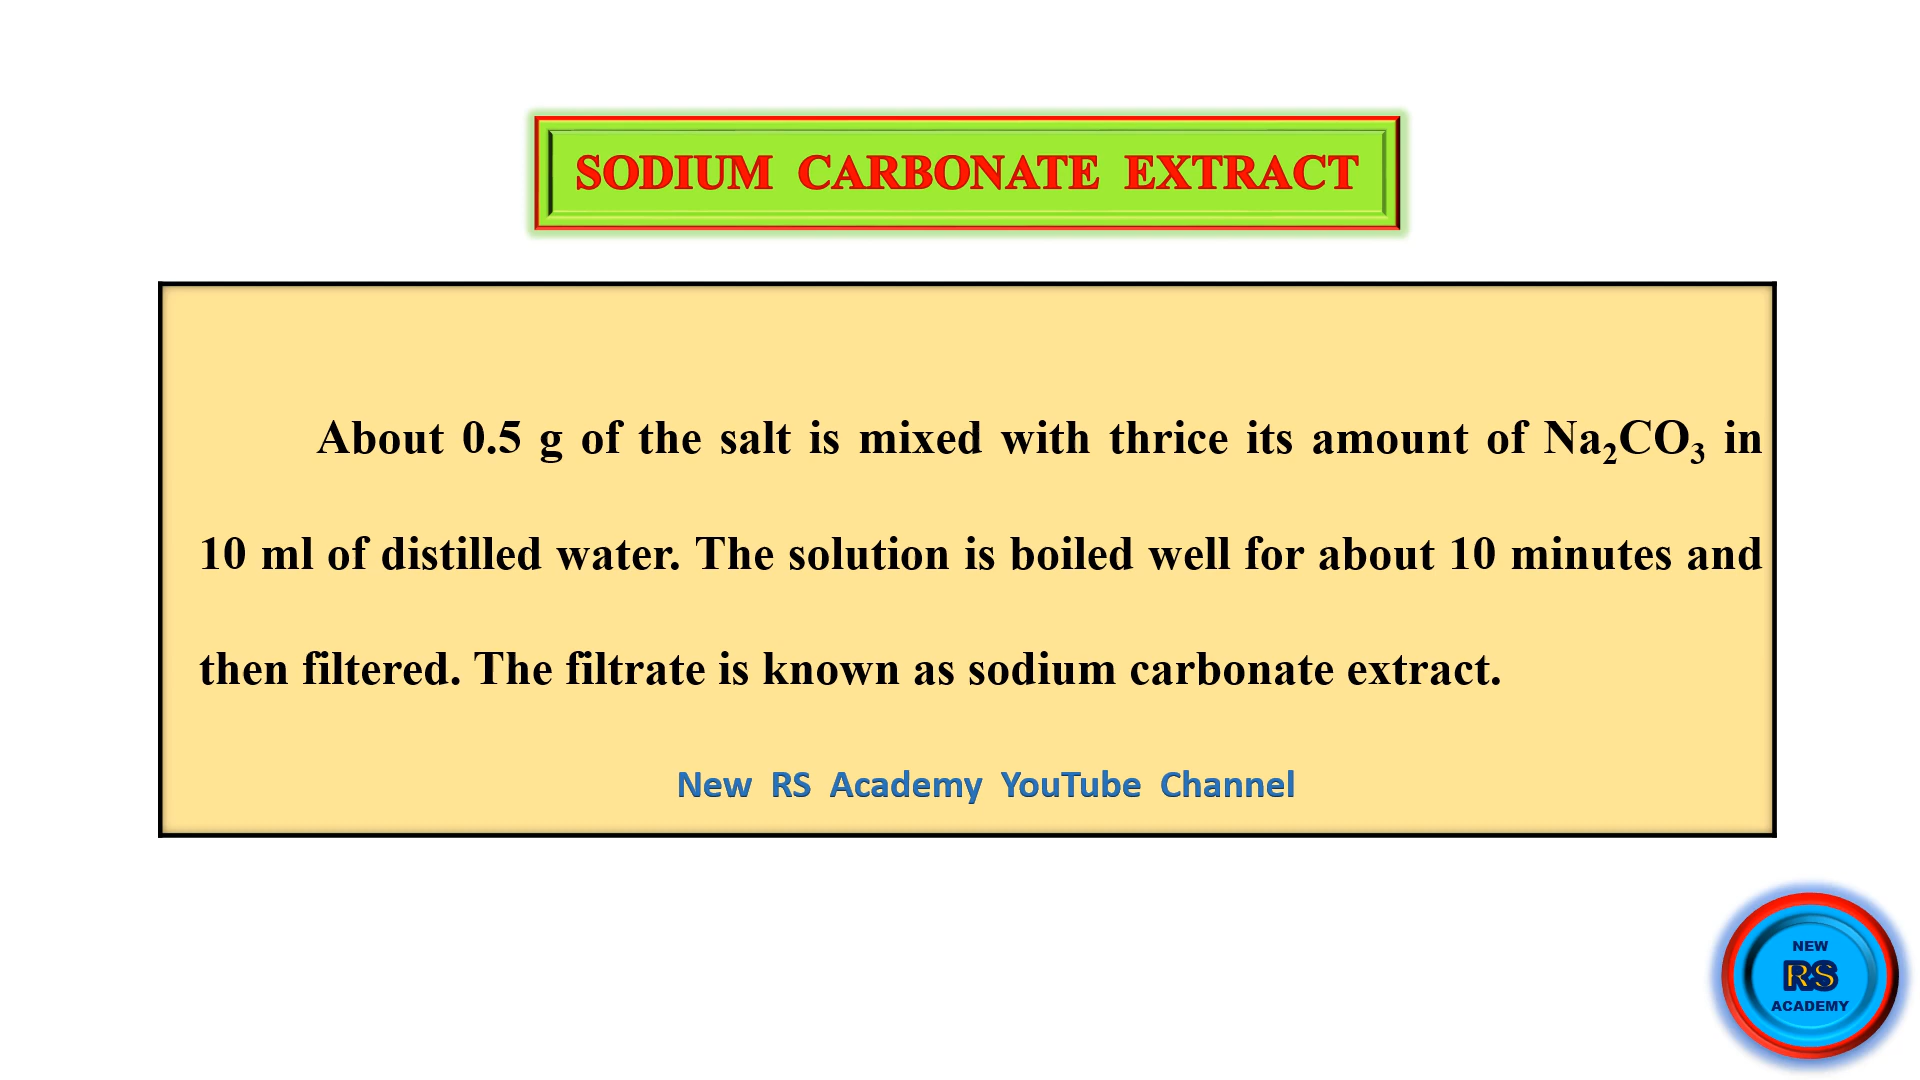 SODIUM CARBONATE EXTRACT
About 0.5 g of the salt is mixed with thrice its amount of Na₂CO₃ in
10 ml of distilled water. The solution is boiled well for about 10 minutes and
then filtered. The filtrate is known as sodium carbonate extract.
New RS Academy YouTube Channel
NEW
RS
ACADEMY